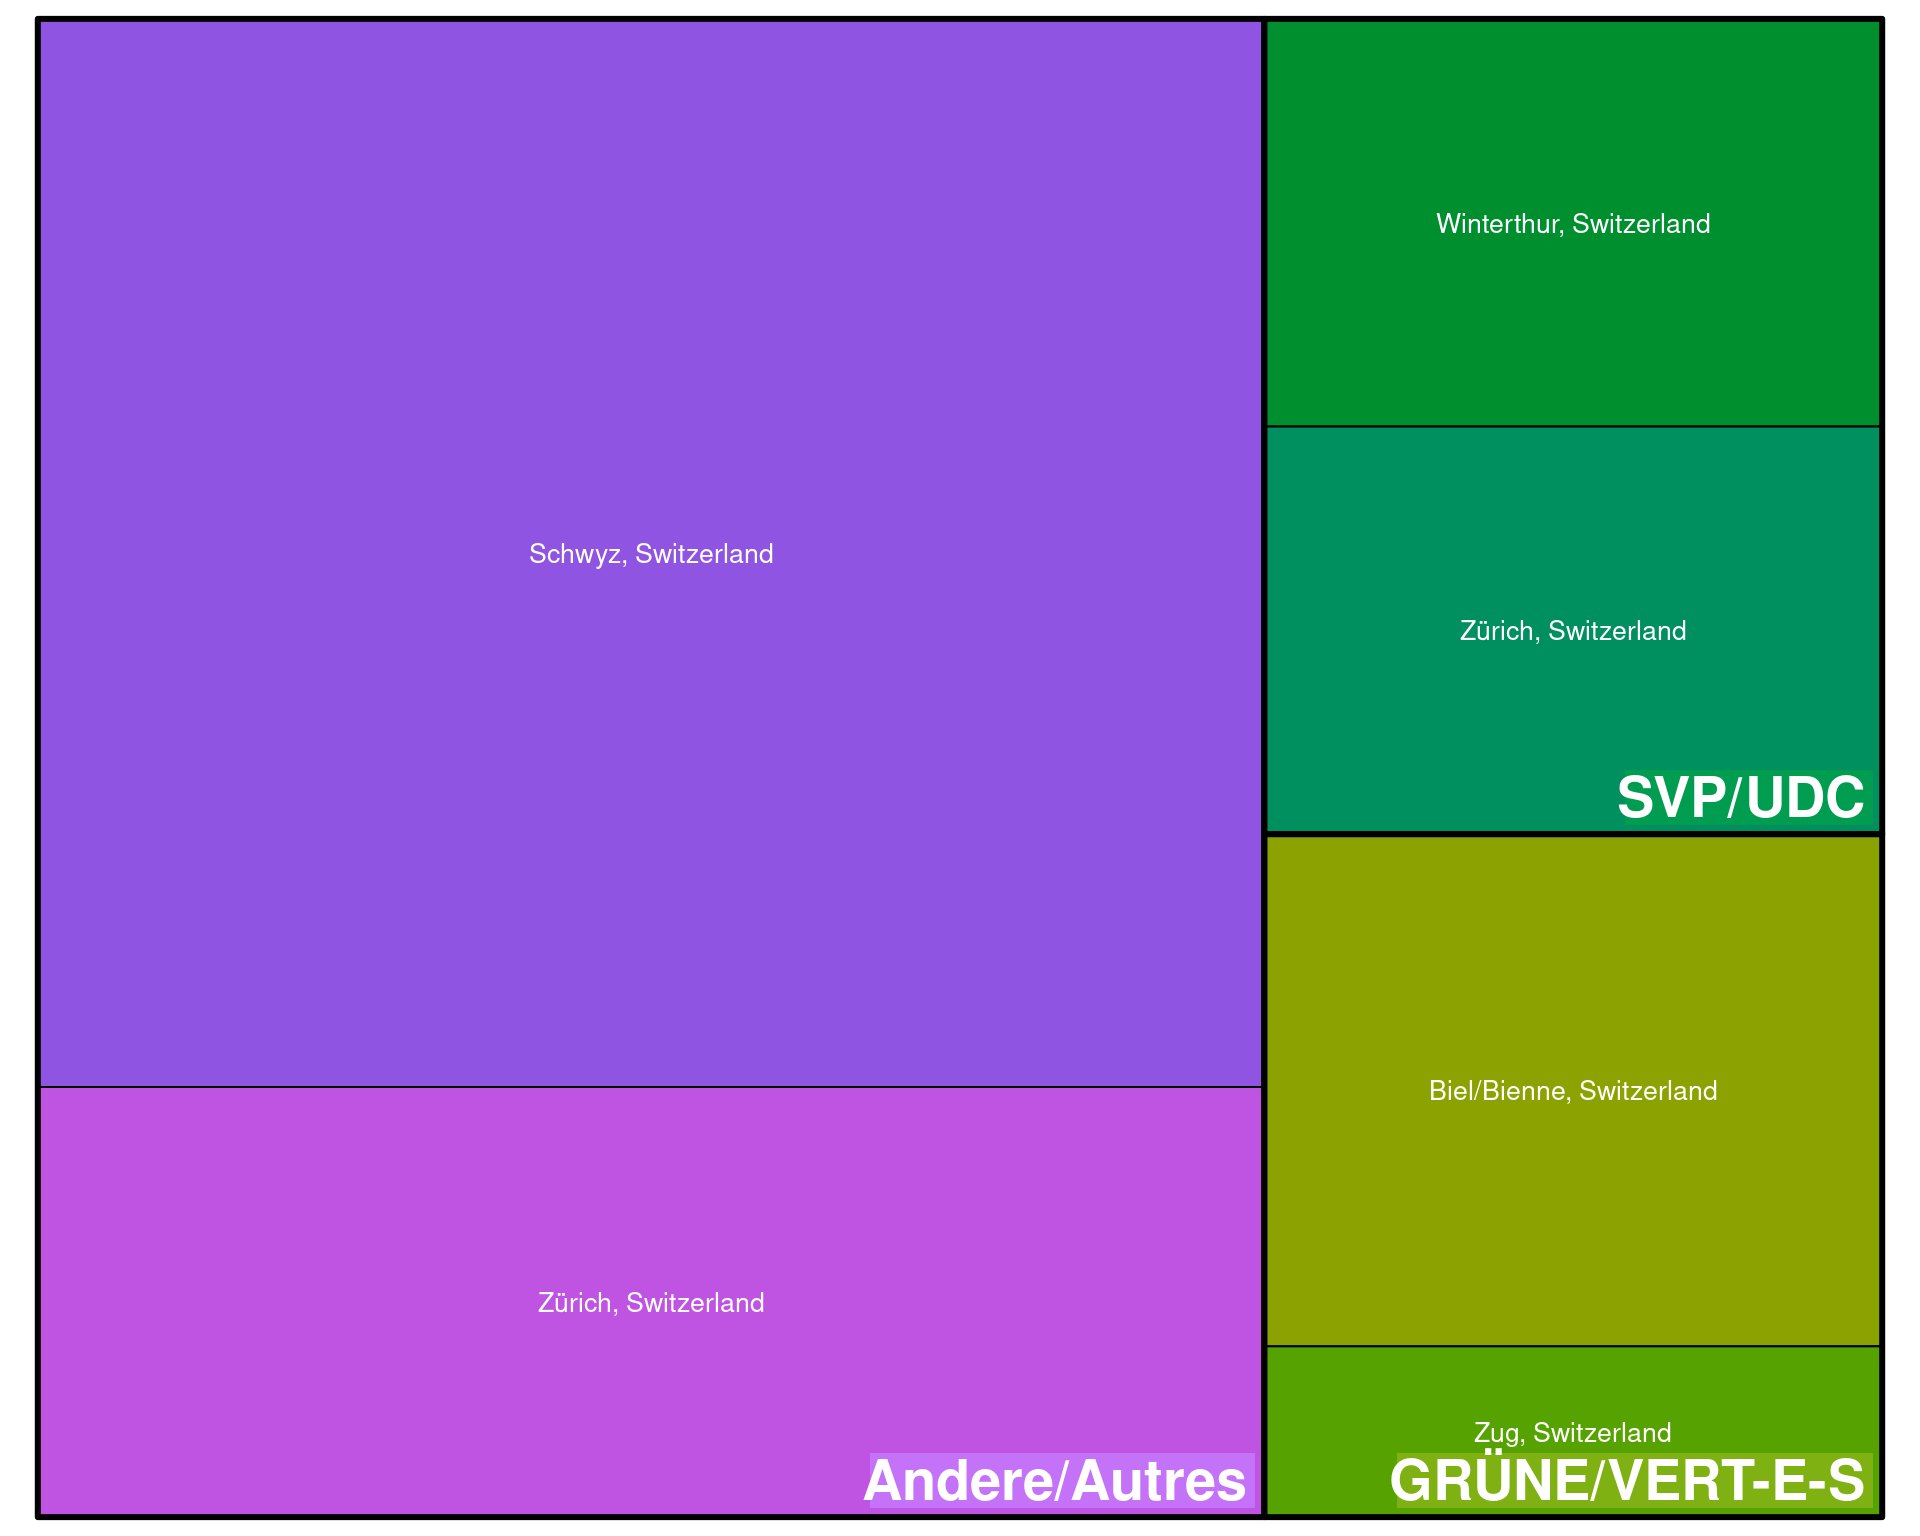 Schwyz, Switzerland
Zürich, Switzerland
Andere/Autres
Winterthur, Switzerland
Zürich, Switzerland
SVP/UDC
Biel/Bienne, Switzerland
Zug, Switzerland
GRÜNE/VERT-E-S